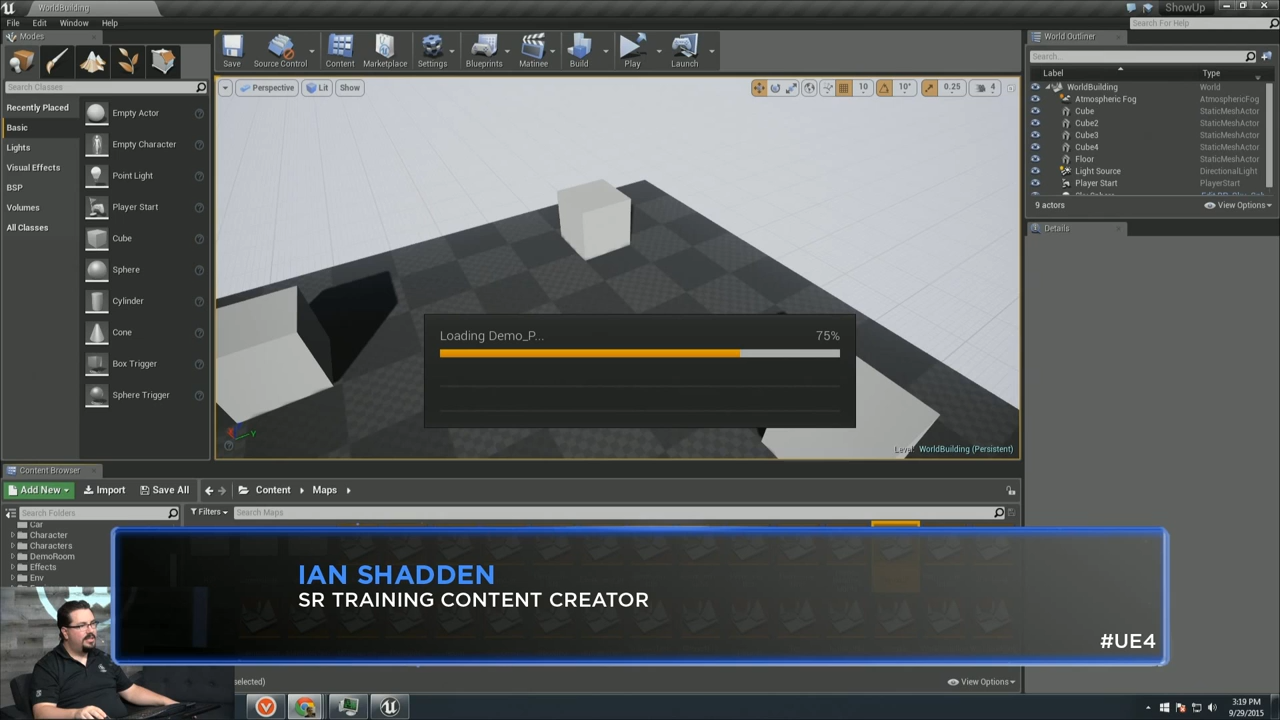 WorldBuilding
ShowUp
File Edit Window Help
Search For Help
Modes
Search Classes
Recently Placed
Basic
Lights
Visual Effects
BSP
Volumes
All Classes
Empty Actor
Empty Character
Point Light
Player Start
Cube
Sphere
Cylinder
Cone
Box Trigger
Sphere Trigger
Save
Source Control
Content
Marketplace
Settings
Blueprints
Matinee
Build
Play
Launch
Perspective
Lit
Show
10
10°
0.25
4
Loading Demo_P...
75%
Y
Level: WorldBuilding (Persistent)
World Outliner
Search...
Label Type
WorldBuilding World
Atmospheric Fog AtmosphericFog
Cube StaticMeshActor
Cube2 StaticMeshActor
Cube3 StaticMeshActor
Cube4 StaticMeshActor
Floor StaticMeshActor
Light Source DirectionalLight
Player Start PlayerStart
9 actors
View Options
Details
Content Browser
Add New
Import
Save All
Content
Maps
Search Folders
Filters
Search Maps
Car
Character
Characters
DemoRoom
Effects
Env
IAN SHADDEN
SR TRAINING CONTENT CREATOR
#UE4
selected)
View Options
3:19 PM
9/29/2015